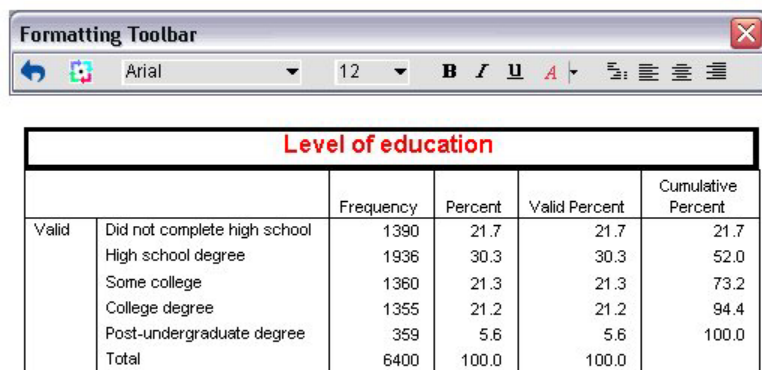 Formatting Toolbar
Arial 12 B I U A
Level of education
Frequency Percent Valid Percent Cumulative Percent
Valid Did not complete high school 1390 21.7 21.7 21.7
High school degree 1936 30.3 30.3 52.0
Some college 1360 21.3 21.3 73.2
College degree 1355 21.2 21.2 94.4
Post-undergraduate degree 359 5.6 5.6 100.0
Total 6400 100.0 100.0